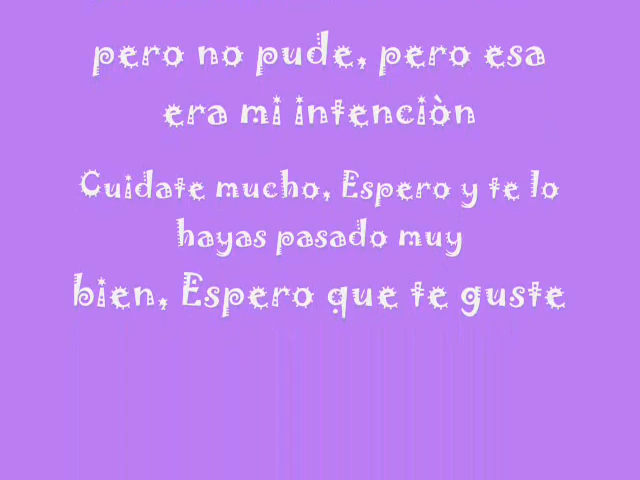 pero no pude, pero esa
era mi intenciòn
Cuidate mucho, Espero y te lo
hayas pasado muy
bien, Espero que te guste